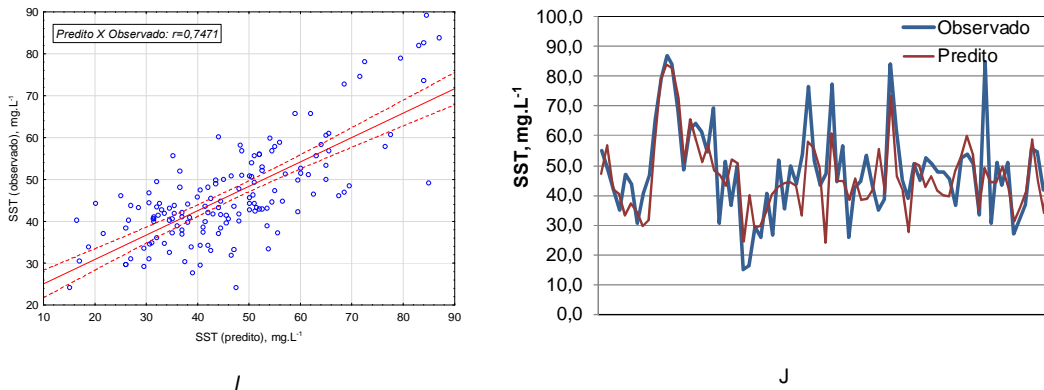 Predito X Observado: r=0,7471
SST (observado), mg.L-1
90
80
70
60
50
40
30
20
10 20 30 40 50 60 70 80 90
SST (predito), mg.L-1
I
SST, mg.L-1
100,0
90,0
80,0
70,0
60,0
50,0
40,0
30,0
20,0
10,0
0,0
Observado
Predito
J